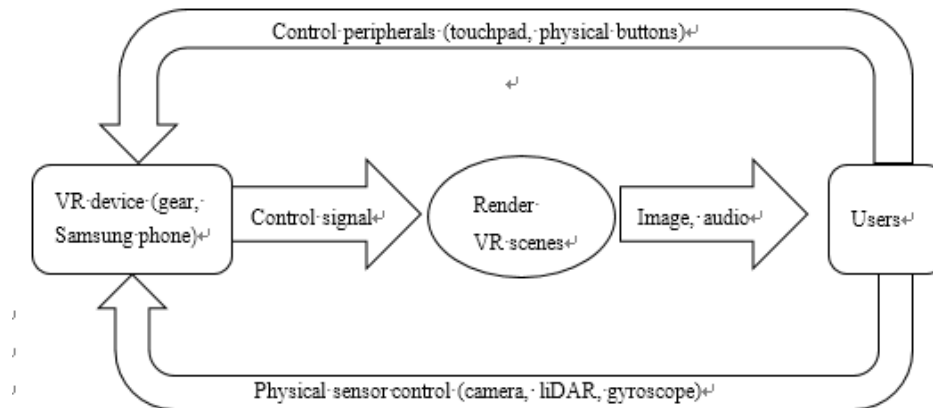 Control peripherals (touchpad, physical buttons)
VR device (gear,
Samsung phone)
Control signal
Render
VR scenes
Image, audio
Users
Physical sensor control (camera, liDAR, gyroscope)